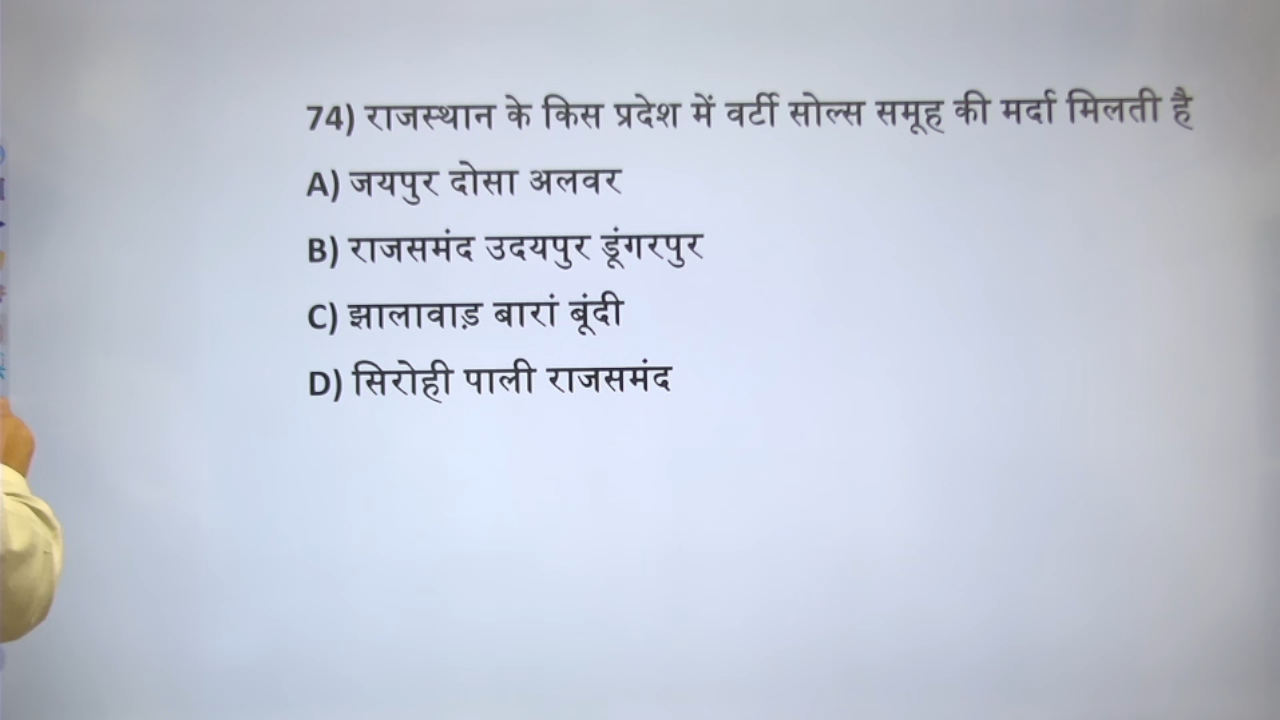 74) राजस्थान के किस प्रदेश में वर्टी सोल्स समूह की मर्दा मिलती है
A) जयपुर दोसा अलवर
B) राजसमंद उदयपुर डूंगरपुर
C) झालावाड़ बारां बूंदी
D) सिरोही पाली राजसमंद